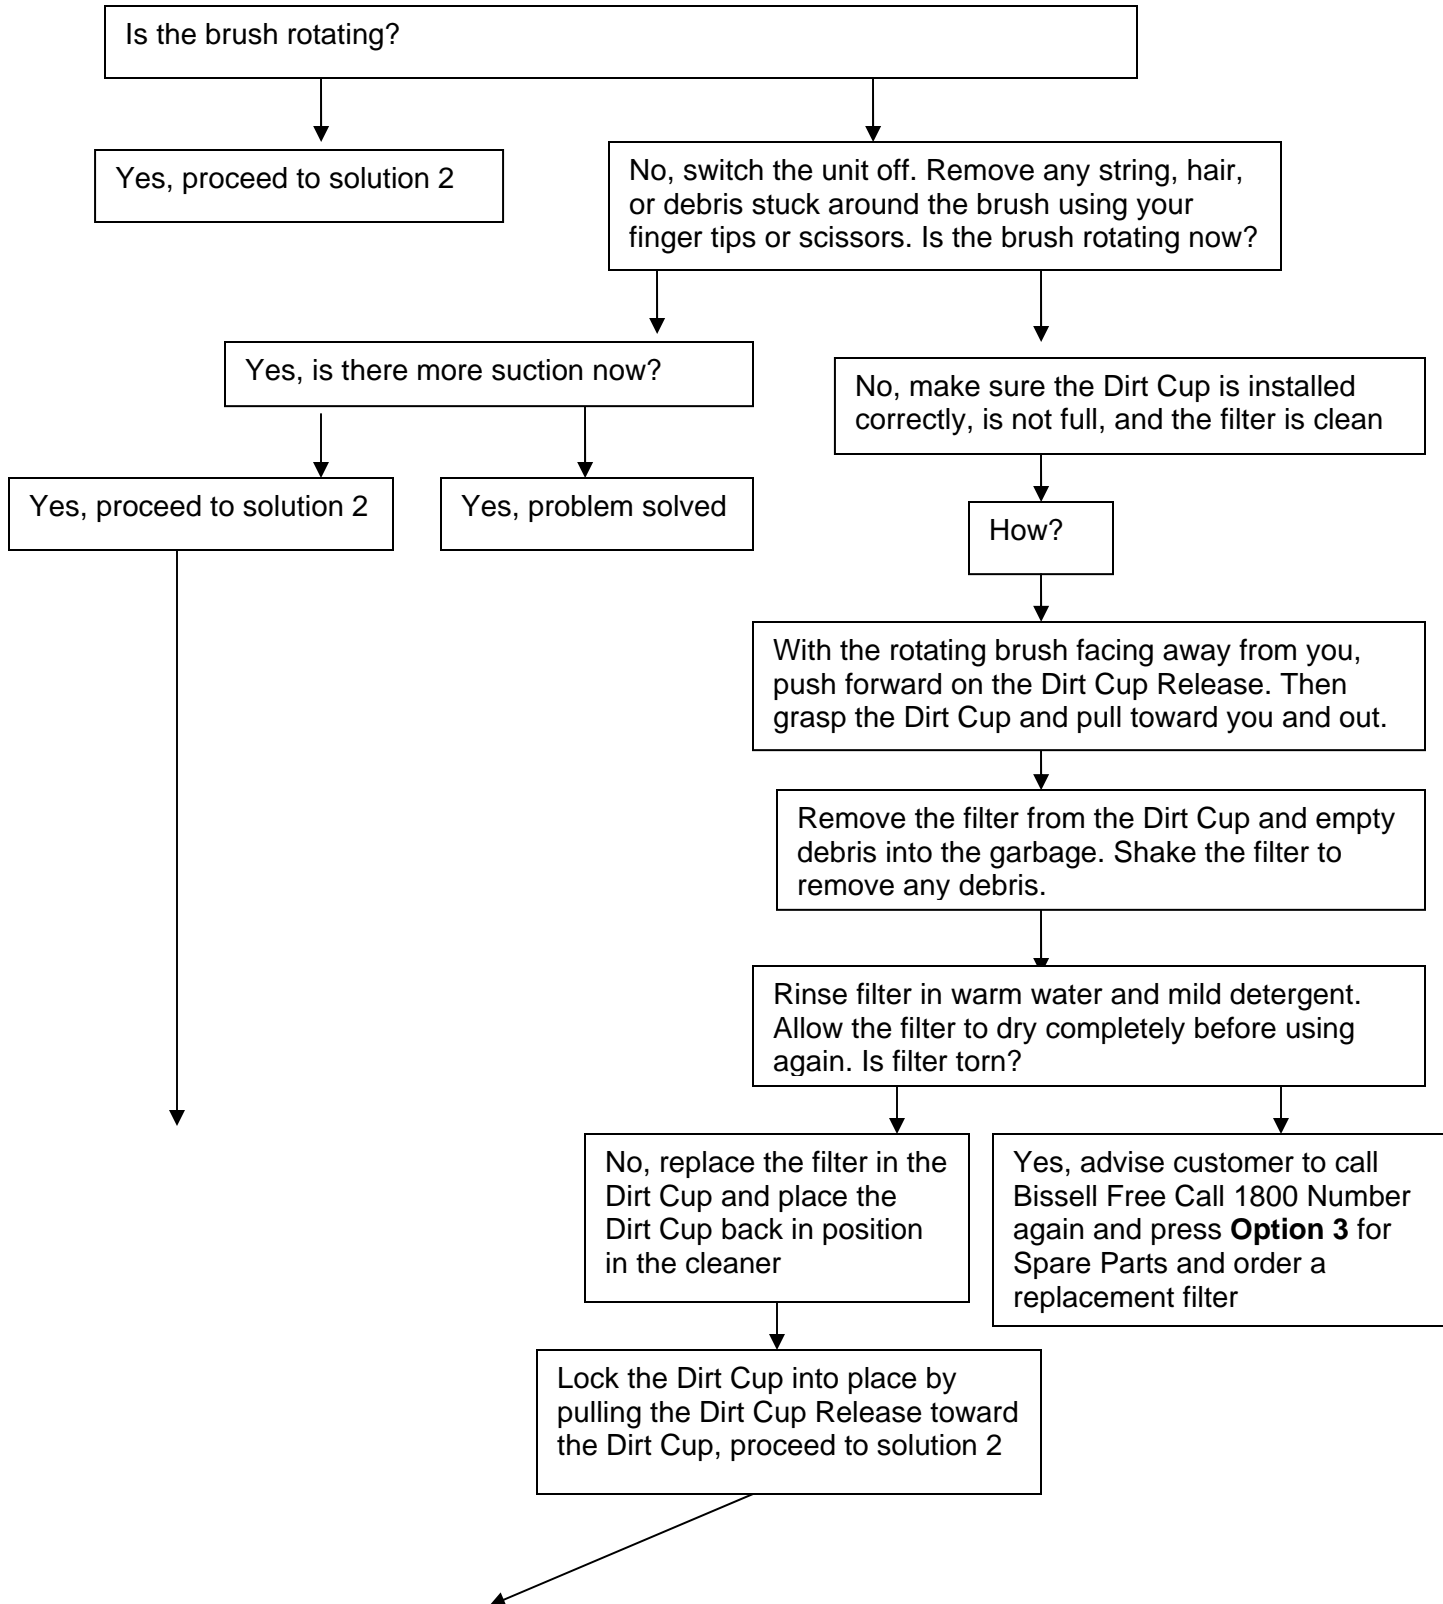 Is the brush rotating?
Yes, proceed to solution 2
No, switch the unit off. Remove any string, hair,
or debris stuck around the brush using your
finger tips or scissors. Is the brush rotating now?
Yes, is there more suction now?
No, make sure the Dirt Cup is installed
correctly, is not full, and the filter is clean
Yes, proceed to solution 2
Yes, problem solved
How?
With the rotating brush facing away from you,
push forward on the Dirt Cup Release. Then
grasp the Dirt Cup and pull toward you and out.
Remove the filter from the Dirt Cup and empty
debris into the garbage. Shake the filter to
remove any debris.
Rinse filter in warm water and mild detergent.
Allow the filter to dry completely before using
again. Is filter torn?
No, replace the filter in the
Dirt Cup and place the
Dirt Cup back in position
in the cleaner
Yes, advise customer to call
Bissell Free Call 1800 Number
again and press Option 3 for
Spare Parts and order a
replacement filter
Lock the Dirt Cup into place by
pulling the Dirt Cup Release toward
the Dirt Cup, proceed to solution 2